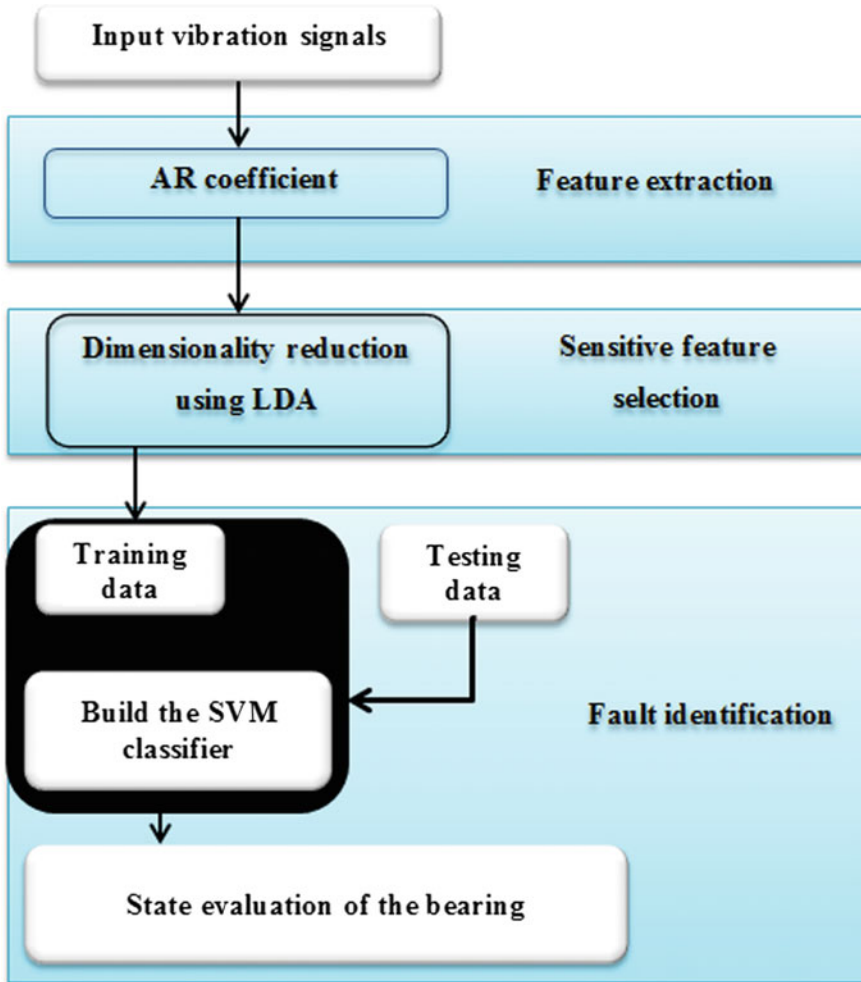 Input vibration signals
AR coefficient
Feature extraction
Dimensionality reduction
using LDA
Sensitive feature
selection
Training
data
Testing
data
Build the SVM
classifier
Fault identification
State evaluation of the bearing